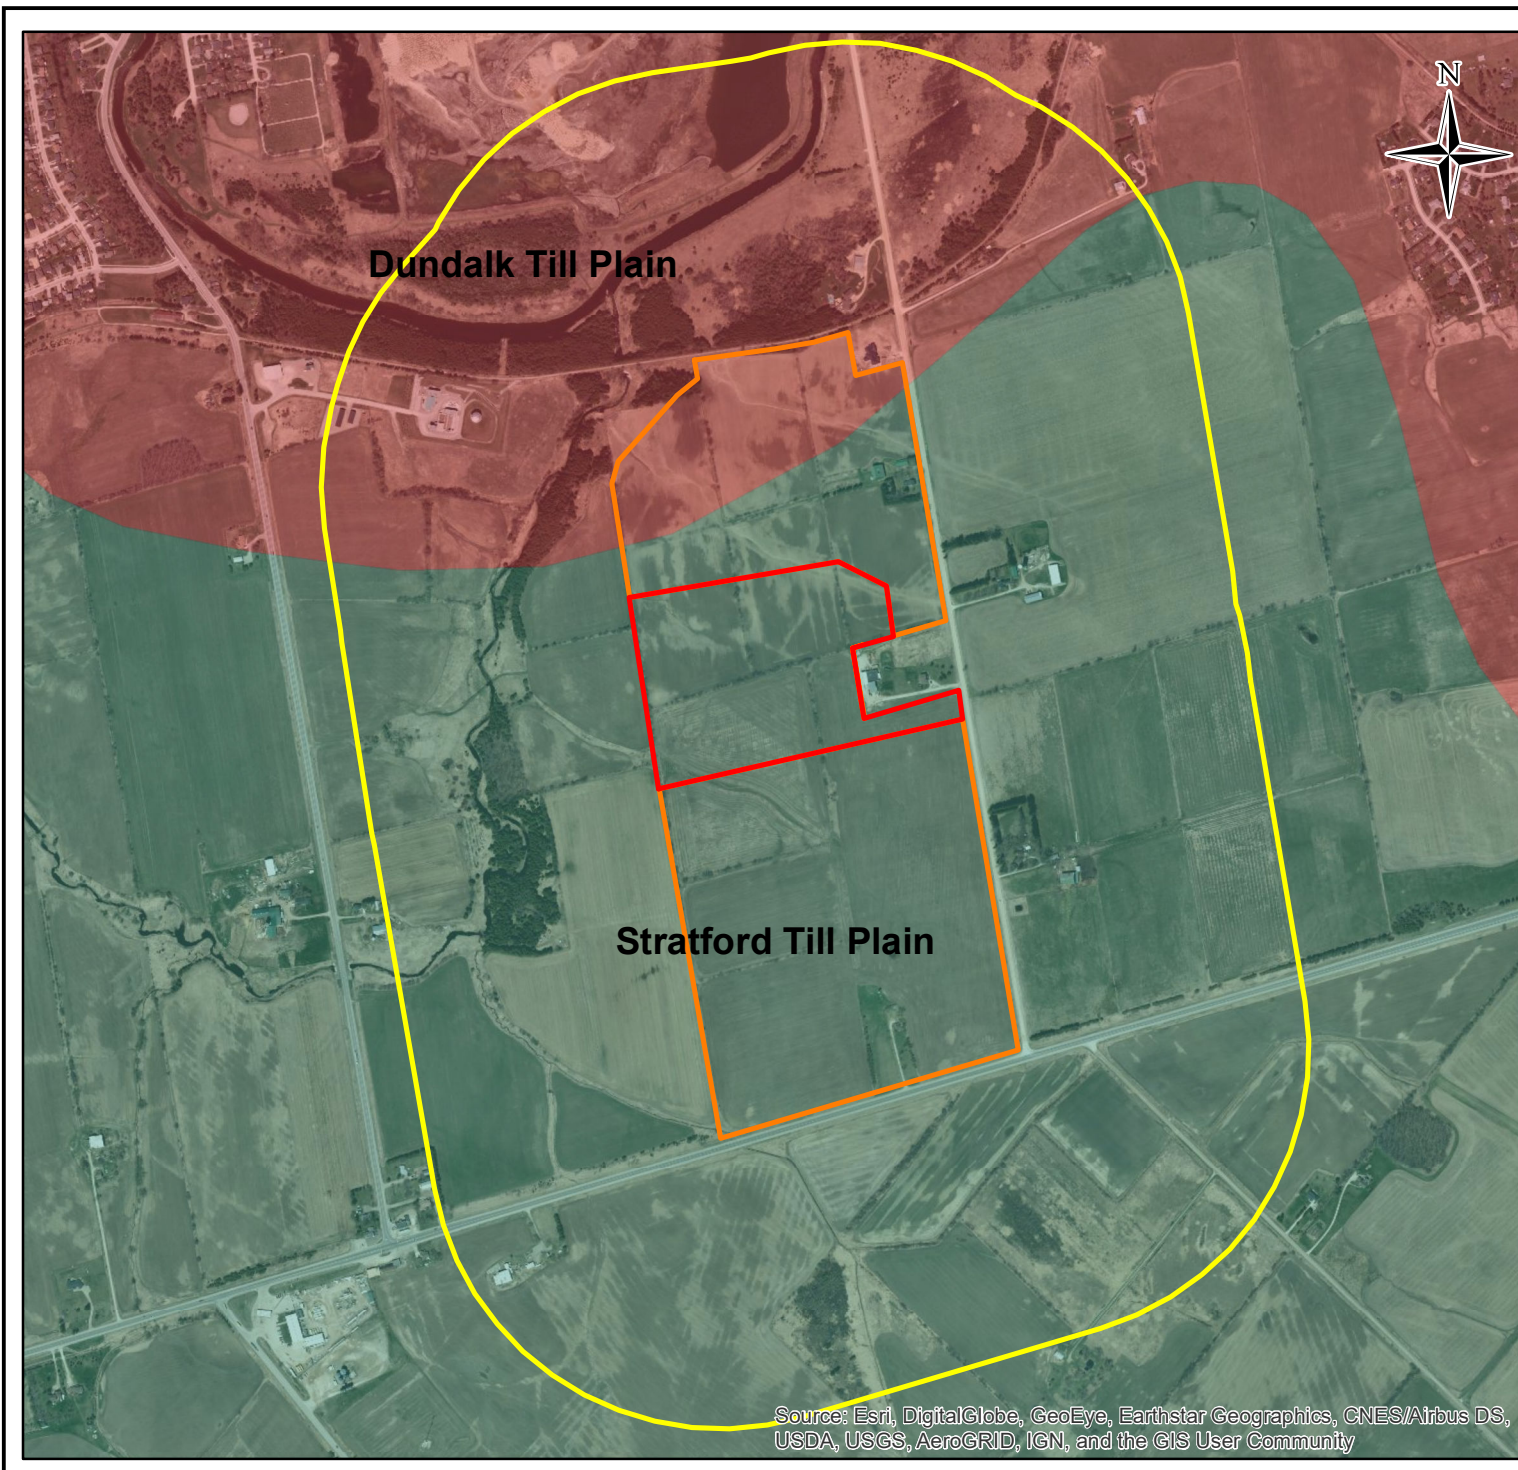 N
Dundalk Till Plain
Stratford Till Plain
Source: Esri, DigitalGlobe, GeoEye, Earthstar Geographics, CNES/Airbus DS,
USDA, USGS, AeroGRID, IGN, and the GIS User Community